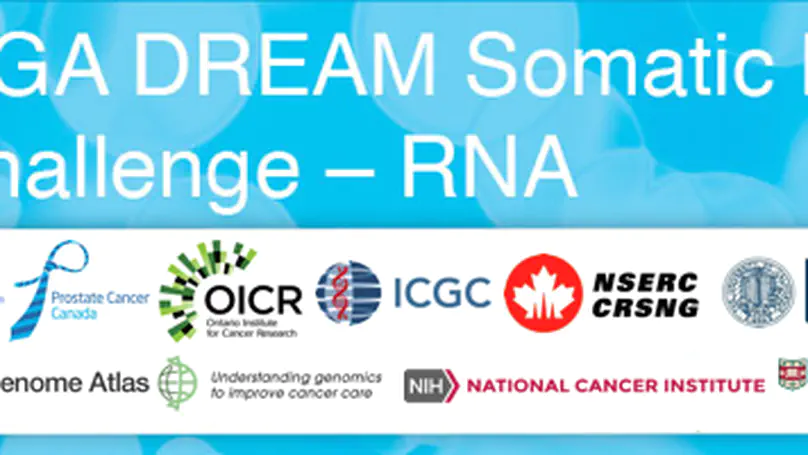 GA DREAM Somatic
hallenge – RNA
Prostate Cancer
Canada
OICR
Ontario Institute
for Cancer Research
ICGC
NSERC
CRSNG
enome Atlas
Understanding genomics
to improve cancer care
NIH
NATIONAL CANCER INSTITUTE